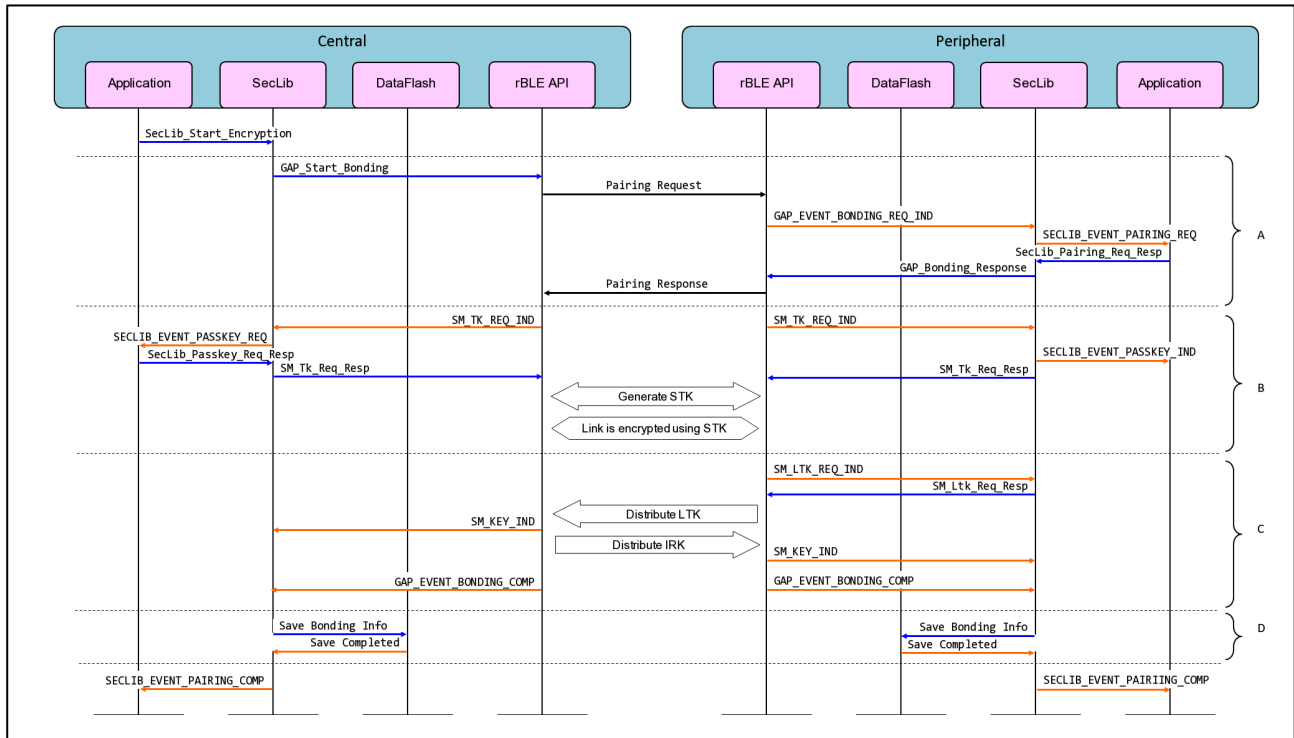 Central
Peripheral
Application
SecLib
DataFlash
rBLE API
rBLE API
DataFlash
SecLib
Application
SecLib_Start_Encryption
GAP_Start_Bonding
Pairing Request
GAP_EVENT_BONDING_REQ_IND
SECLIB_EVENT_PAIRING_REQ
A
SecLib_Pairing_Req_Resp
GAP_Bonding_Response
Pairing Response
SM_TK_REQ_IND
SM_TK_REQ_IND
SECLIB_EVENT_PASSKEY_REQ
SecLib_Passkey_Req_Resp
SECLIB_EVENT_PASSKEY_IND
SM_Tk_Req_Resp
SM_Tk_Req_Resp
B
Generate STK
Link is encrypted using STK
SM_LTK_REQ_IND
SM_Ltk_Req_Resp
Distribute LTK
SM_KEY_IND
C
Distribute IRK
SM_KEY_IND
GAP_EVENT_BONDING_COMP
GAP_EVENT_BONDING_COMP
Save Bonding Info
Save Bonding Info
D
Save Completed
Save Completed
SECLIB_EVENT_PAIRING_COMP
SECLIB_EVENT_PAIRIING_COMP